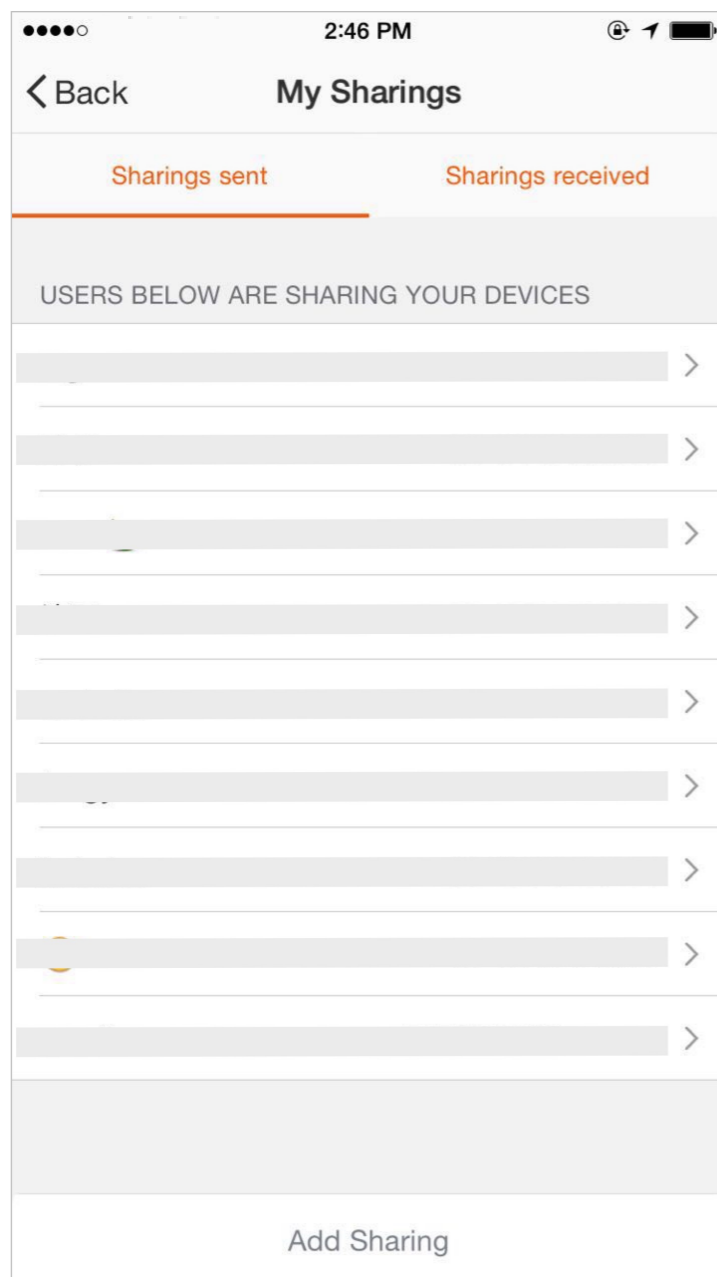 2:46 PM
Back
My Sharings
Sharings sent
Sharings received
USERS BELOW ARE SHARING YOUR DEVICES
Add Sharing